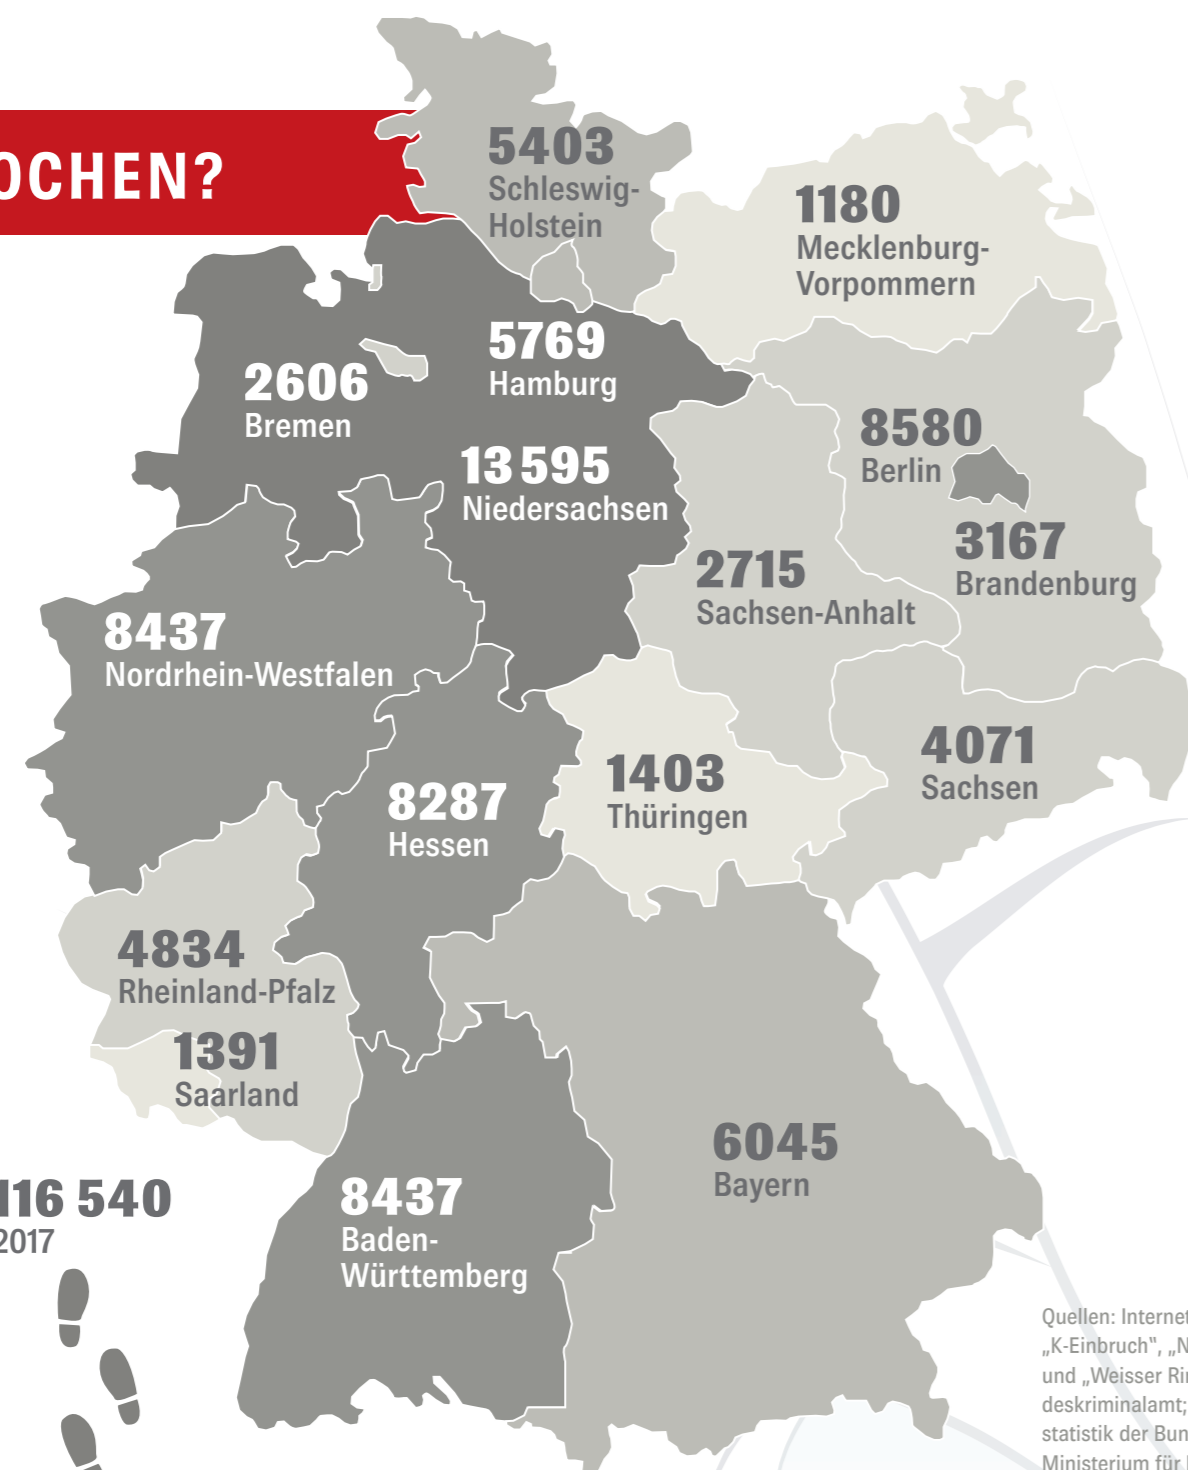 OCHEN?
5403
Schleswig-
Holstein
1180
Mecklenburg-
Vorpommern
5769
Hamburg
2606
Bremen
13 595
Niedersachsen
8580
Berlin
3167
Brandenburg
2715
Sachsen-Anhalt
8437
Nordrhein-Westfalen
4071
Sachsen
1403
Thüringen
8287
Hessen
4834
Rheinland-Pfalz
1391
Saarland
6045
Bayern
116 540
2017
8437
Baden-
Württemberg
Quellen: Internet
„K-Einbruch“, „N
und „Weisser Ri
deskriminalamt;
statistik der Bun
Ministerium für